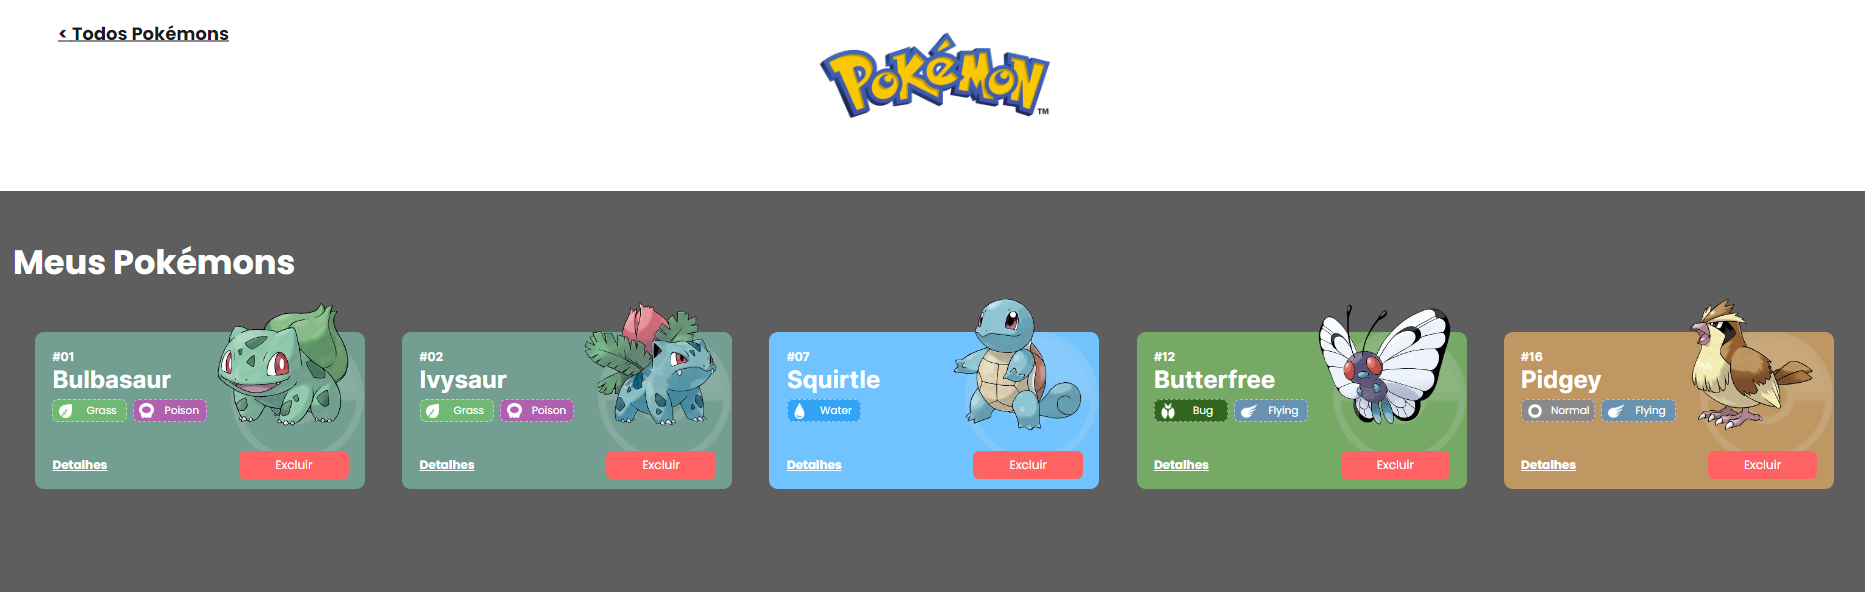 < Todos Pokémons
POKéMON
TM
Meus Pokémons
#01
Bulbasaur
Grass Poison
Detalhes Excluir
#02
Ivysaur
Grass Poison
Detalhes Excluir
#07
Squirtle
Water
Detalhes Excluir
#12
Butterfree
Bug Flying
Detalhes Excluir
#16
Pidgey
Normal Flying
Detalhes Excluir